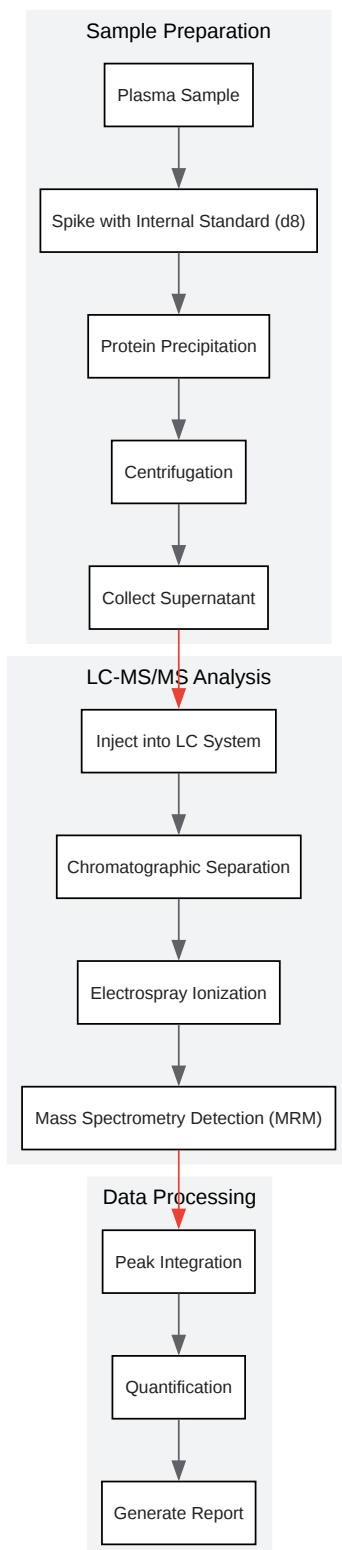 Sample Preparation
Plasma Sample
Spike with Internal Standard (d8)
Protein Precipitation
Centrifugation
Collect Supernatant
LC-MS/MS Analysis
Inject into LC System
Chromatographic Separation
Electrospray Ionization
Mass Spectrometry Detection (MRM)
Data Processing
Peak Integration
Quantification
Generate Report